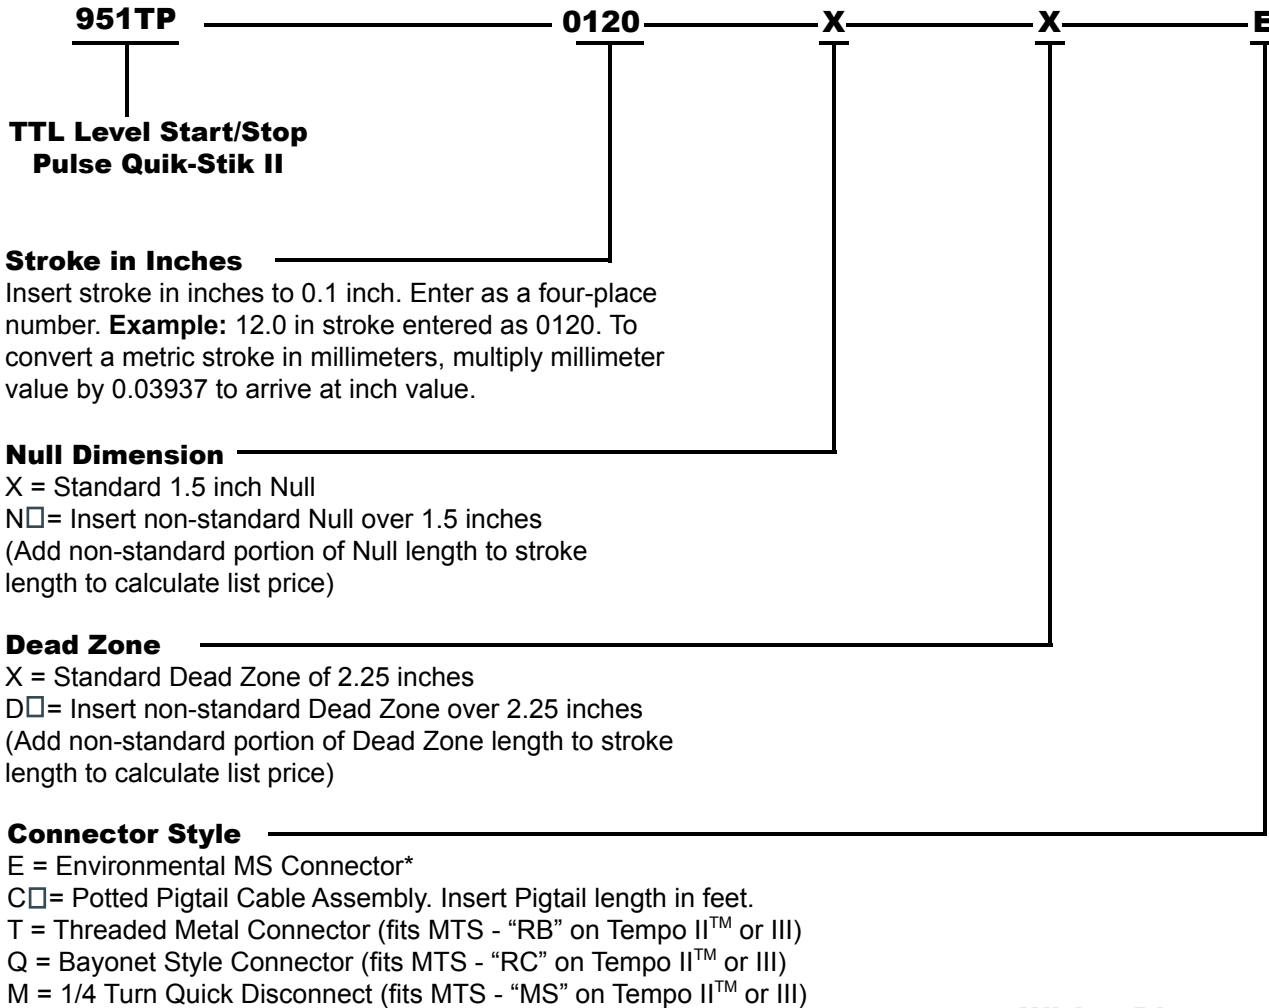 951TP 0120 X X E
TTL Level Start/Stop
Pulse Quik-Stik II
Stroke in Inches
Insert stroke in inches to 0.1 inch. Enter as a four-place
number. Example: 12.0 in stroke entered as 0120. To
convert a metric stroke in millimeters, multiply millimeter
value by 0.03937 to arrive at inch value.
Null Dimension
X = Standard 1.5 inch Null
N□= Insert non-standard Null over 1.5 inches
(Add non-standard portion of Null length to stroke
length to calculate list price)
Dead Zone
X = Standard Dead Zone of 2.25 inches
D□= Insert non-standard Dead Zone over 2.25 inches
(Add non-standard portion of Dead Zone length to stroke
length to calculate list price)
Connector Style
E = Environmental MS Connector*
C□= Potted Pigtail Cable Assembly. Insert Pigtail length in feet.
T = Threaded Metal Connector (fits MTS - “RB” on Tempo II™ or III)
Q = Bayonet Style Connector (fits MTS - “RC” on Tempo II™ or III)
M = 1/4 Turn Quick Disconnect (fits MTS - “MS” on Tempo II™ or III)